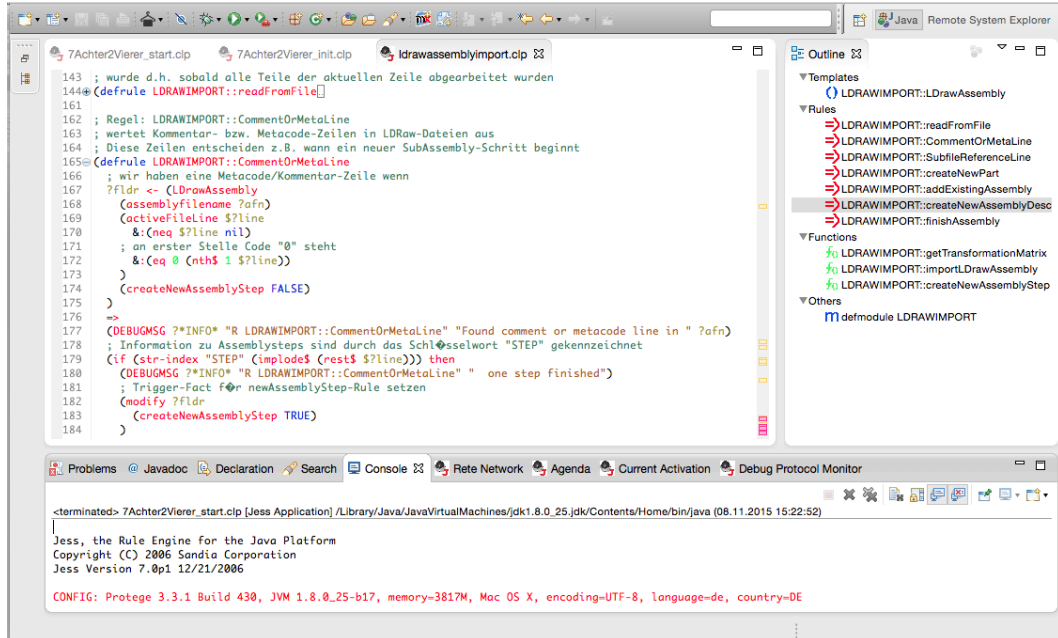 Java Remote System Explorer
7Achter2Vierer_start.clp 7Achter2Vierer_init.clp ldrawassemblyimport.clp
143 ; wurde d.h. sobald alle Teile der aktuellen Zeile abgearbeitet wurden
144 (defrule LDRAWIMPORT::readFromFile
161
162 ; Regel: LDRAWIMPORT::CommentOrMetaLine
163 ; wertet Kommentar- bzw. Metacode-Zeilen in LDRaw-Dateien aus
164 ; Diese Zeilen entscheiden z.B. wann ein neuer SubAssembly-Schritt beginnt
165 (defrule LDRAWIMPORT::CommentOrMetaLine
166 ; wir haben eine Metacode/Kommentar-Zeile wenn
167 ?fldr <- (LDrawAssembly
168 (assemblyfilename ?afn)
169 (activeFileLine $?line
170 &:(neq $?line nil)
171 ; an erster Stelle Code "0" steht
172 &:(eq 0 (nth$ 1 $?line))
173 )
174 (createNewAssemblyStep FALSE)
175 )
176 =>
177 (DEBUGMSG ?*INFO* "R LDRAWIMPORT::CommentOrMetaLine" "Found comment or metacode line in " ?afn)
178 ; Information zu Assemblysteps sind durch das Schl�sselwort "STEP" gekennzeichnet
179 (if (str-index "STEP" (implode$ (rest$ $?line))) then
180 (DEBUGMSG ?*INFO* "R LDRAWIMPORT::CommentOrMetaLine" "  one step finished")
181 ; Trigger-Fact f�r newAssemblyStep-Rule setzen
182 (modify ?fldr
183 (createNewAssemblyStep TRUE)
184 )
Outline
Templates
LDRAWIMPORT::LDrawAssembly
Rules
LDRAWIMPORT::readFromFile
LDRAWIMPORT::CommentOrMetaLine
LDRAWIMPORT::SubfileReferenceLine
LDRAWIMPORT::createNewPart
LDRAWIMPORT::addExistingAssembly
LDRAWIMPORT::createNewAssemblyDesc
LDRAWIMPORT::finishAssembly
Functions
LDRAWIMPORT::getTransformationMatrix
LDRAWIMPORT::importLDrawAssembly
LDRAWIMPORT::createNewAssemblyStep
Others
defmodule LDRAWIMPORT
Problems @ Javadoc Declaration Search Console Rete Network Agenda Current Activation Debug Protocol Monitor
<terminated> 7Achter2Vierer_start.clp [Jess Application] /Library/Java/JavaVirtualMachines/jdk1.8.0_25.jdk/Contents/Home/bin/java (08.11.2015 15:22:52)
Jess, the Rule Engine for the Java Platform
Copyright (C) 2006 Sandia Corporation
Jess Version 7.0p1 12/21/2006
CONFIG: Protege 3.3.1 Build 430, JVM 1.8.0_25-b17, memory=3817M, Mac OS X, encoding=UTF-8, language=de, country=DE